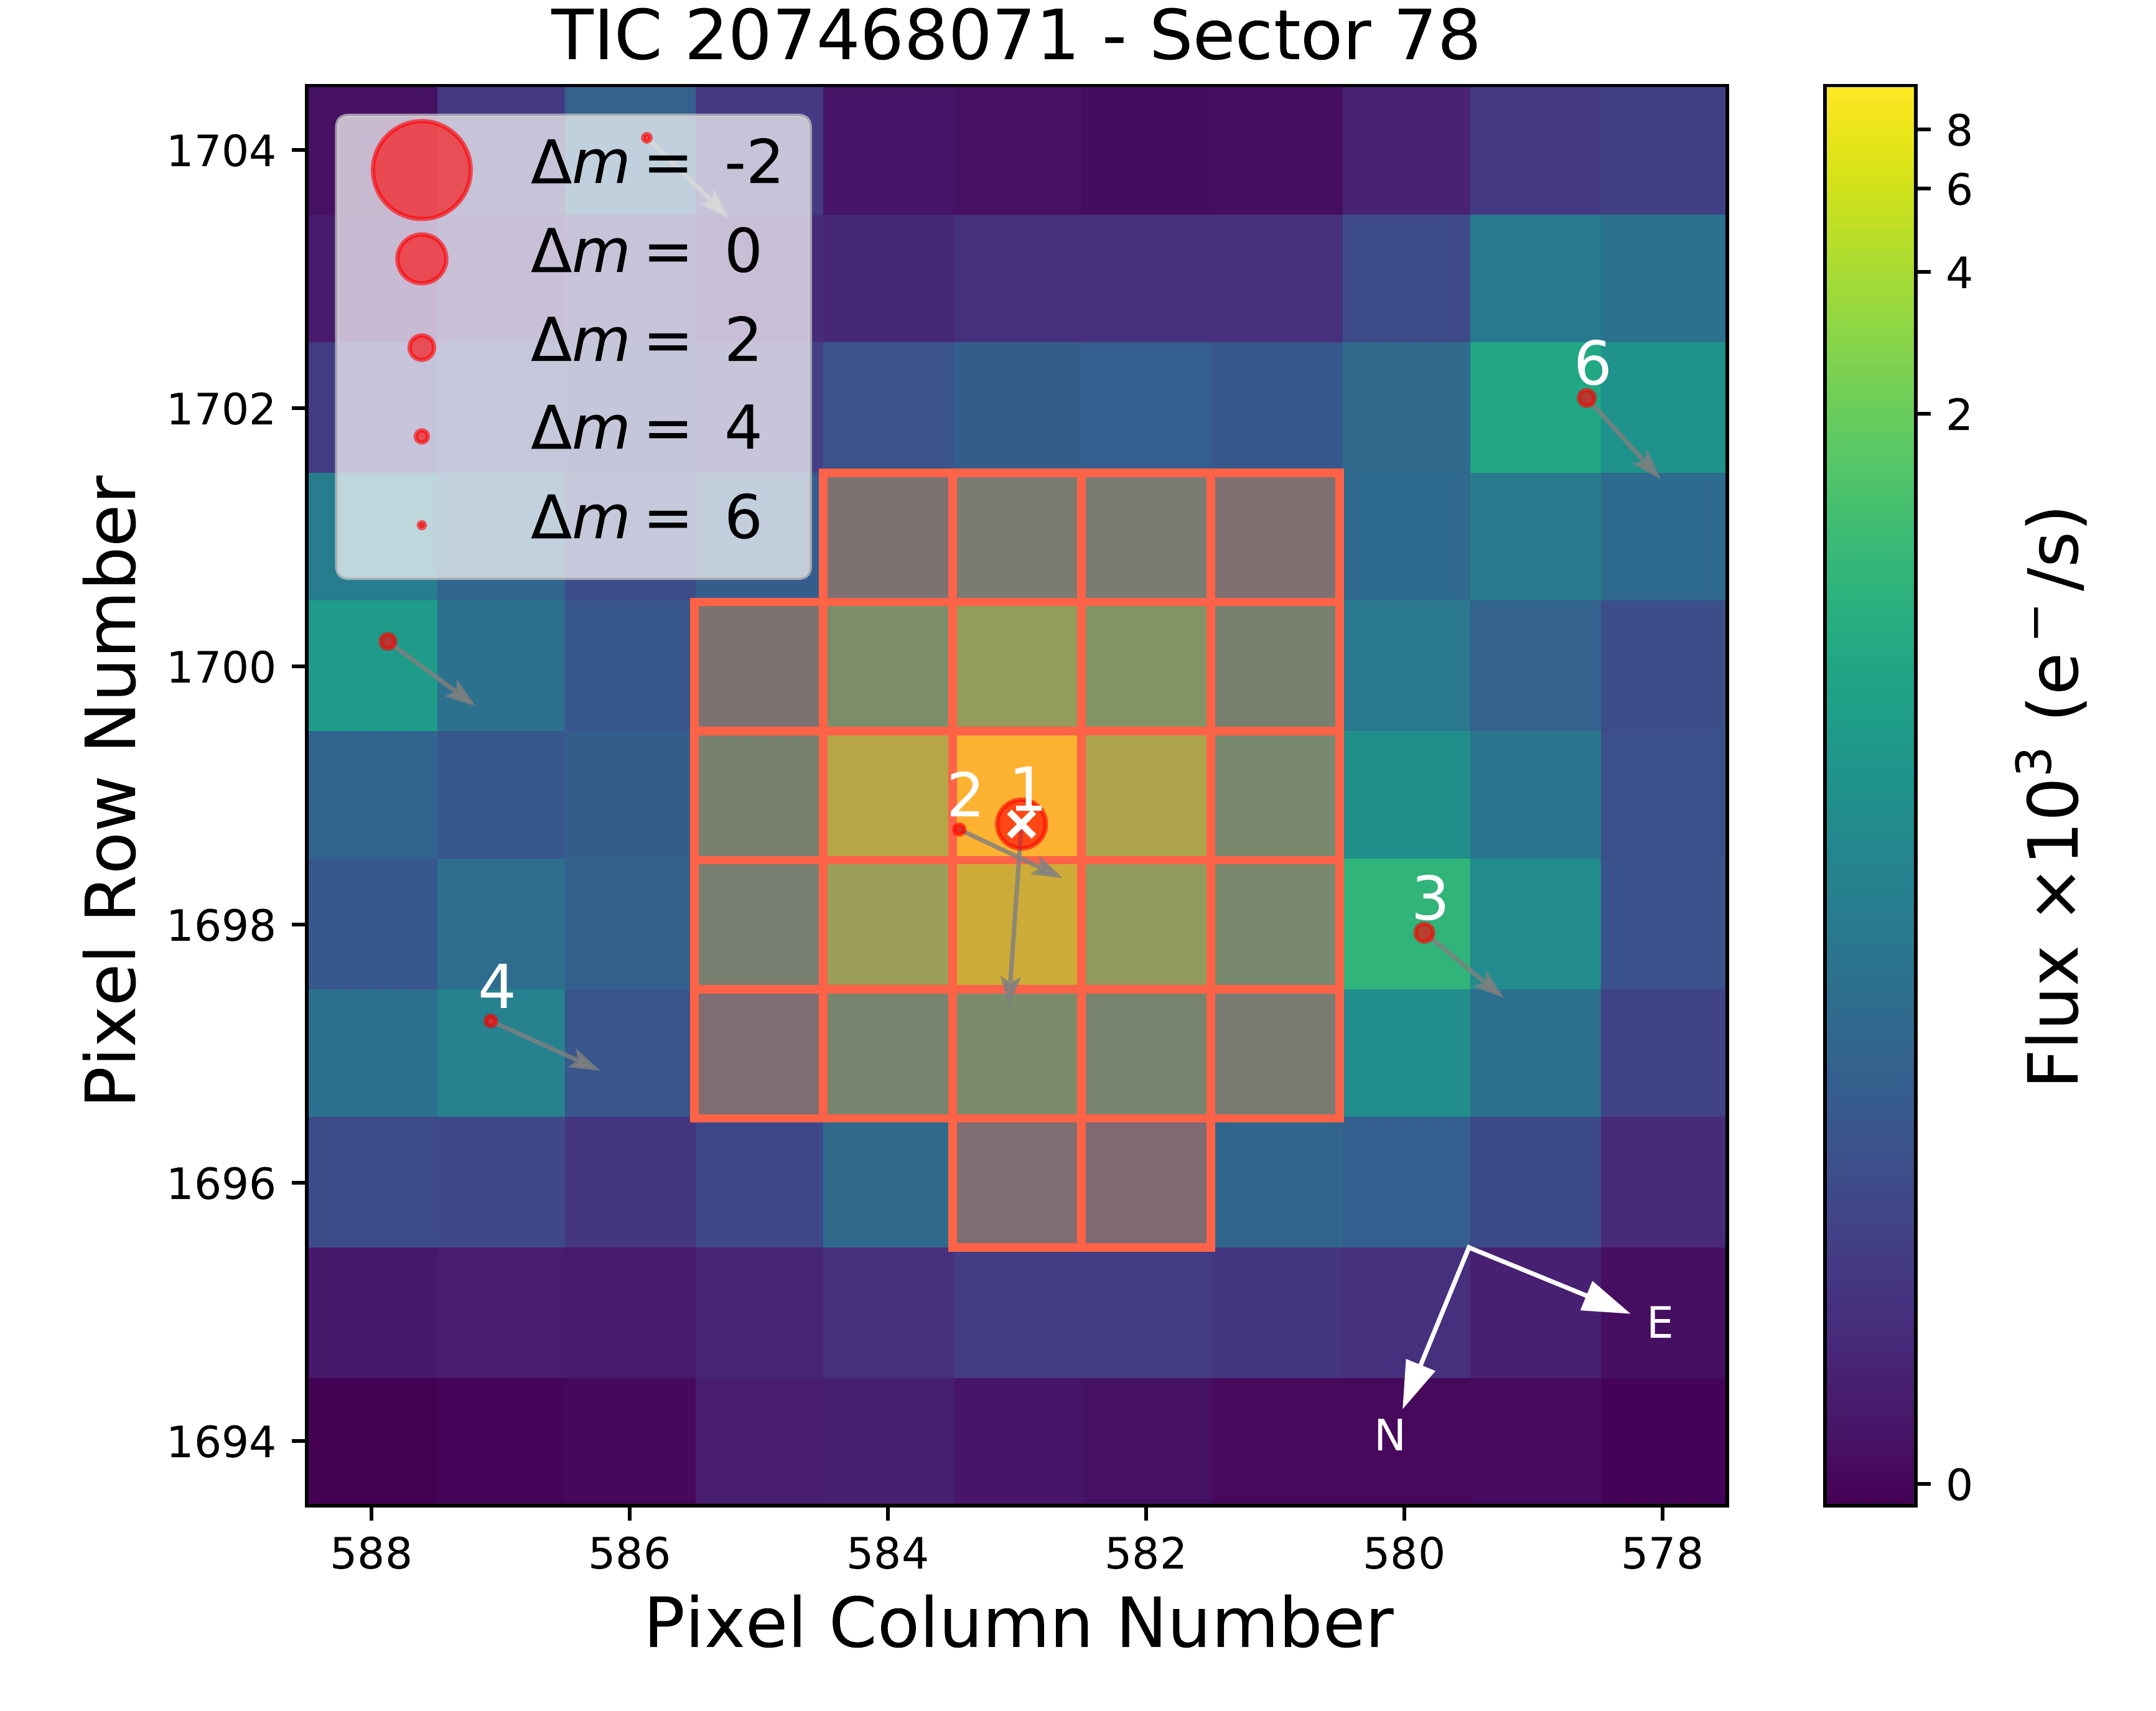 TIC 207468071 - Sector 78
Δm = -2
Δm = 0
Δm = 2
Δm = 4
Δm = 6
1704
1702
1700
1698
1696
1694
Pixel Row Number
6
2 1
3
4
E
N
588 586 584 582 580 578
Pixel Column Number
8
6
4
2
0
Flux ×10³ (e⁻/s)